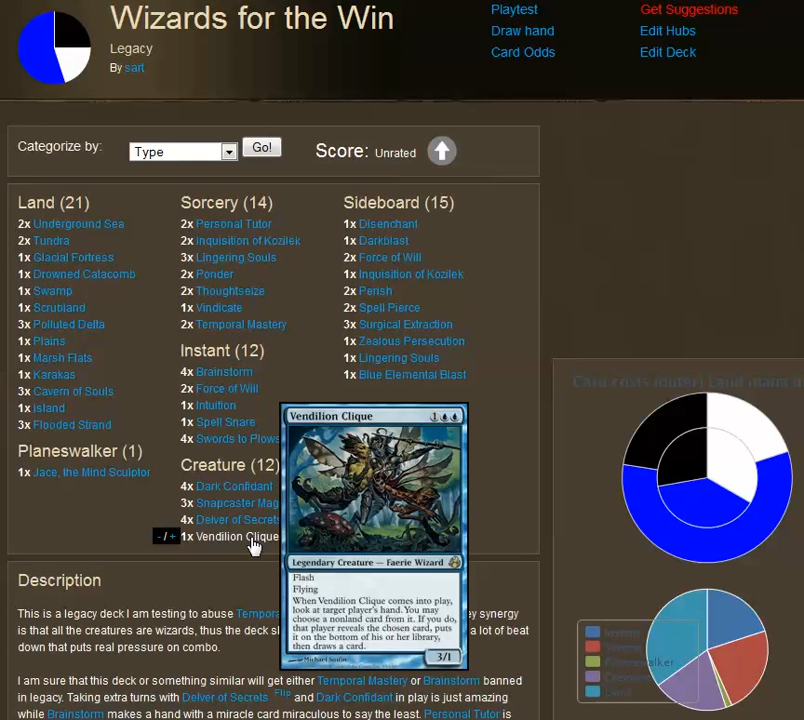 Wizards for the Win
Legacy
By sart
Playtest
Draw hand
Card Odds
Get Suggestions
Edit Hubs
Edit Deck
Categorize by:
Type
Go!
Score: Unrated
Land (21)
2x Underground Sea
2x Tundra
1x Glacial Fortress
1x Drowned Catacomb
1x Swamp
1x Scrubland
3x Polluted Delta
1x Plains
1x Marsh Flats
1x Karakas
3x Cavern of Souls
1x Island
3x Flooded Strand
Planeswalker (1)
1x Jace, the Mind Sculptor
Sorcery (14)
2x Personal Tutor
2x Inquisition of Kozilek
3x Lingering Souls
2x Ponder
2x Thoughtseize
1x Vindicate
2x Temporal Mastery
Instant (12)
4x Brainstorm
2x Force of Will
1x Intuition
1x Spell Snare
4x Swords to Plows
Creature (12)
4x Dark Confidant
3x Snapcaster Mag
4x Delver of Secrets
- / + 1x Vendilion Clique
Sideboard (15)
1x Disenchant
1x Darkblast
2x Force of Will
1x Inquisition of Kozilek
2x Perish
2x Spell Pierce
3x Surgical Extraction
1x Zealous Persecution
1x Lingering Souls
1x Blue Elemental Blast
Vendilion Clique 1
Legendary Creature — Faerie Wizard
Flash
Flying
When Vendilion Clique comes into play,
look at target player's hand. You may
choose a nonland card from it. If you do,
that player reveals the chosen card, puts
it on the bottom of his or her library,
then draws a card.
3/1
Card costs (outer) Land mana
Instant
Planeswalker
Land
Description
This is a legacy deck I am testing to abuse Tempora ey synergy
is that all the creatures are wizards, thus the deck s a lot of beat
down that puts real pressure on combo.
I am sure that this deck or something similar will get either Temporal Mastery or Brainstorm banned
in legacy. Taking extra turns with Delver of Secrets Flip and Dark Confidant in play is just amazing
while Brainstorm makes a hand with a miracle card miraculous to say the least. Personal Tutor is